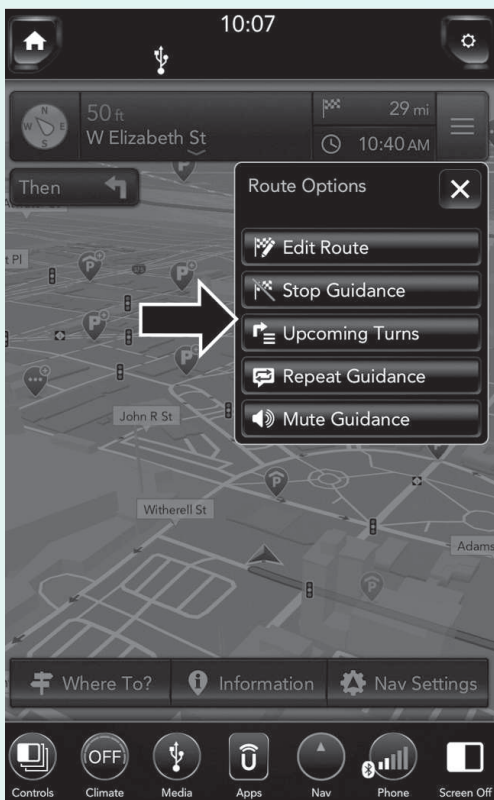 10:07
50 ft
W Elizabeth St
29 mi
10:40 AM
N
W E
S
Then
Route Options
Edit Route
Stop Guidance
Upcoming Turns
Repeat Guidance
Mute Guidance
t Pl
P
P
P
P
P
P
P
John R St
Witherell St
Adams
Where To?
Information
Nav Settings
OFF
Controls
Climate
Media
Apps
Nav
Phone
Screen Off